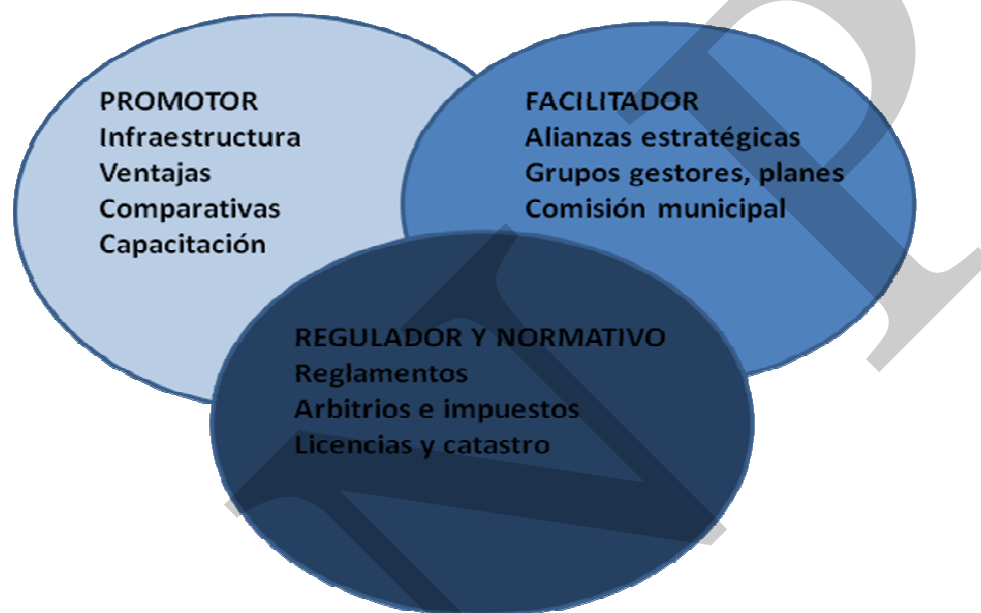 PROMOTOR
Infraestructura
Ventajas
Comparativas
Capacitación
FACILITADOR
Alianzas estratégicas
Grupos gestores, planes
Comisión municipal
REGULADOR Y NORMATIVO
Reglamentos
Arbitrios e impuestos
Licencias y catastro